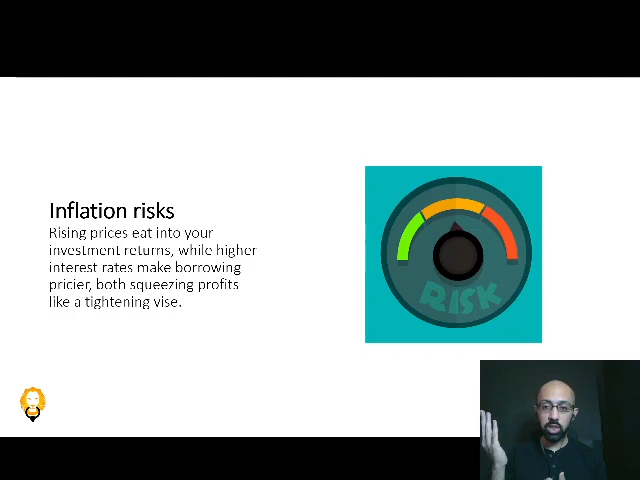 Inflation risks
Rising prices eat into your
investment returns, while higher
interest rates make borrowing
pricier, both squeezing profits
like a tightening vise.
RISK